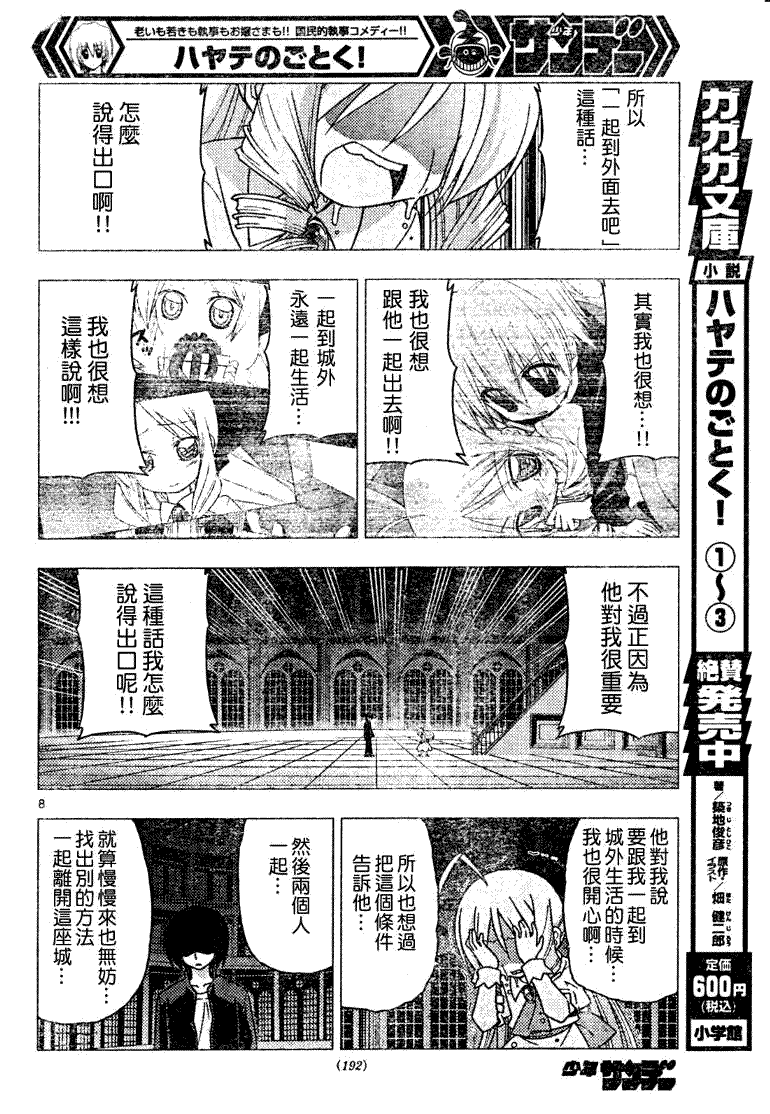 老いも若きも執事もお嬢さまも!! 国民的執事コメディー!!
ハヤテのごとく!
少年サンデー
所以
「一起到外面去吧」
這種話…
怎麼
說得出口啊!!
其實我也很想…!!
我也很想
跟他一起出去啊!!
一起到城外
永遠一起生活…
我也很想
這樣說啊!!!
不過正因為
他對我很重要
這種話我怎麼
說得出口呢!!
8
他對我說
要跟我一起到
城外生活的時候…
我也很開心啊…
所以也想過
把這個條件
告訴他…
然後兩個人
一起…
就算慢慢來也無妨…
找出別的方法
一起離開這座城…
(192)
少年サンデー
ガガガ文庫
小説
ハヤテのごとく!
①〜③
絶賛
発売中
著/築地俊彦
原作/イラスト/畑 健二郎
定価
600円
(税込)
小学館